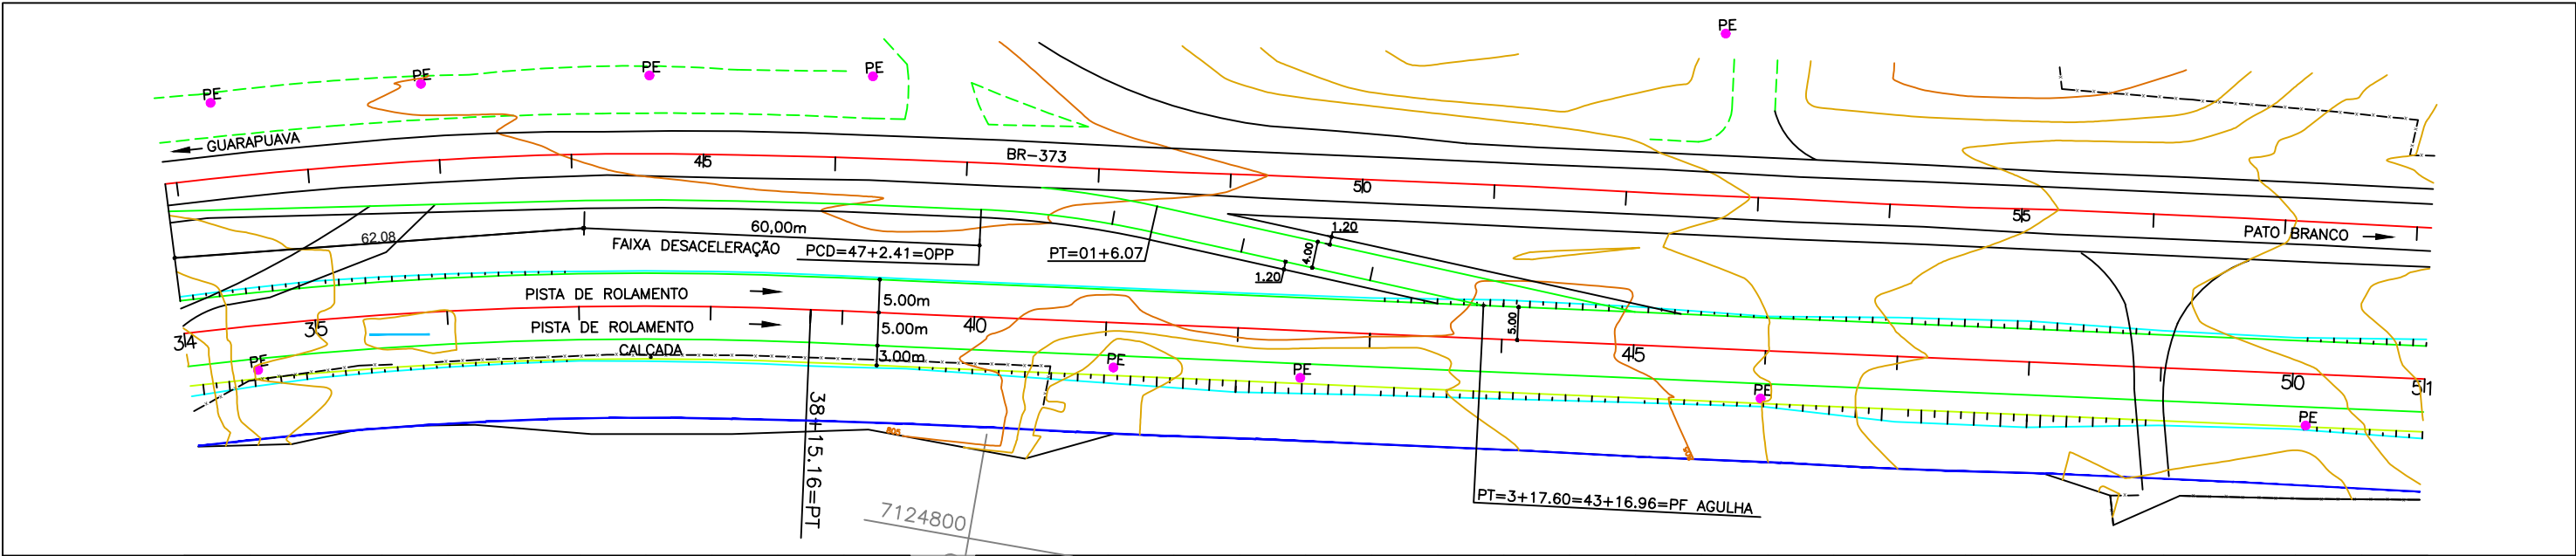 PE
PE
PE
PE
PE
GUARAPUAVA
45
BR-373
50
55
PATO BRANCO
62.08
60,00m
FAIXA DESACELERAÇÃO
PCD=47+2.41=OPP
PT=01+6.07
1.20
4.00
1.20
PISTA DE ROLAMENTO
5.00m
PISTA DE ROLAMENTO
5.00m
CALÇADA
3.00m
34
35
40
5.00
45
50
51
PE
PE
PE
PE
PE
38+15.16=PT
PT=3+17.60=43+16.96=PF AGULHA
7124800